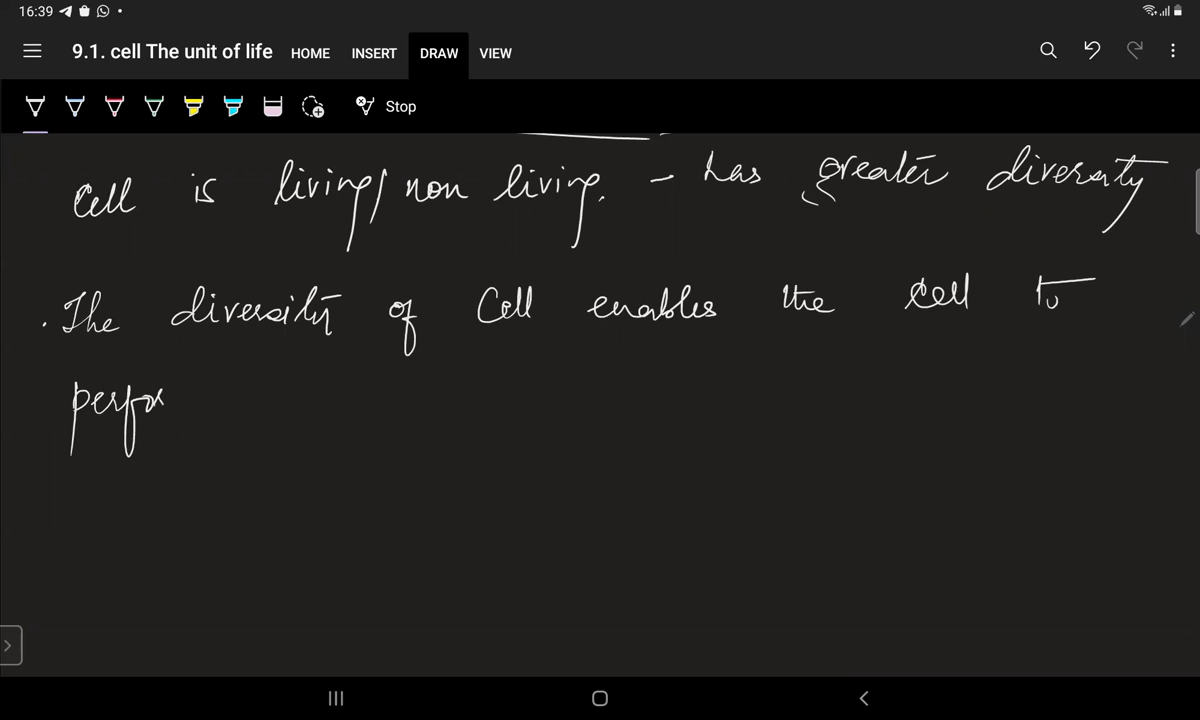 16:39
9.1. cell The unit of life HOME INSERT DRAW VIEW
Stop
Cell is living/ non living. - has greater diversity
. The diversity of Cell enables the cell to
perfor